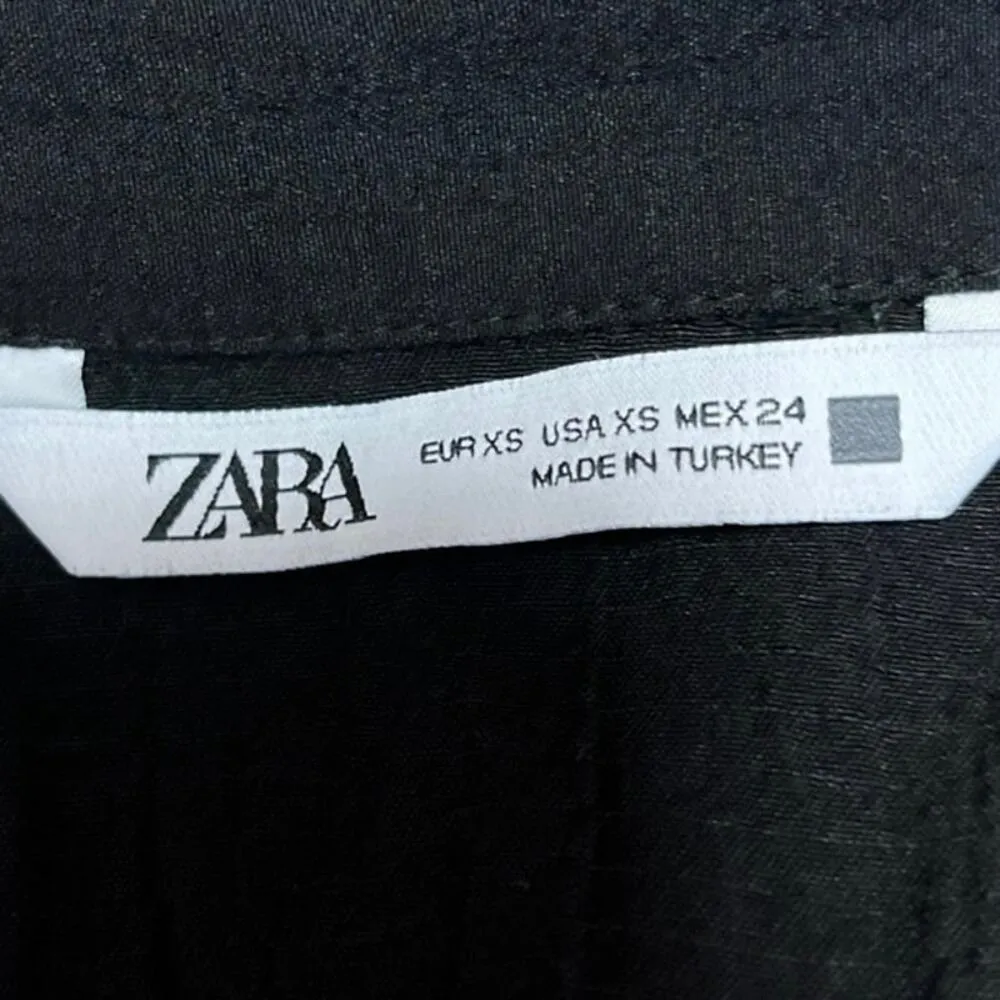 ZARA
EUR XS USA XS MEX 24
MADE IN TURKEY